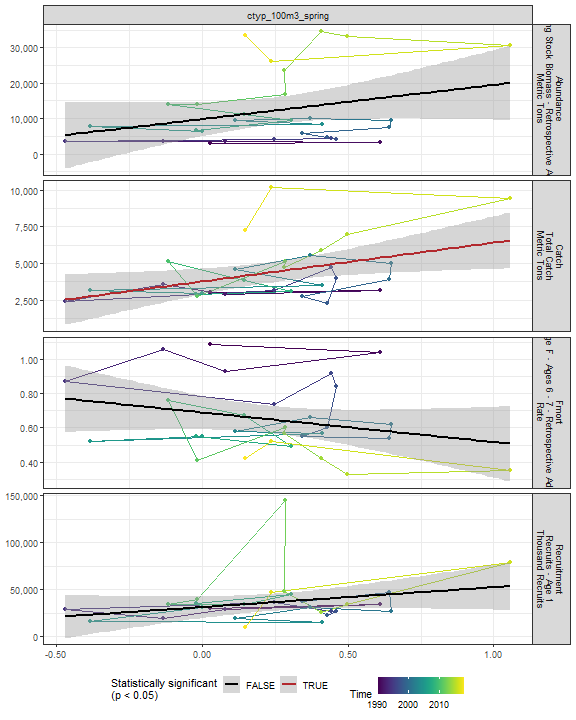 ctyp_100m3_spring
30,000
20,000
10,000
0
Abundance
ng Stock Biomass - Retrospective A
Metric Tons
10,000
7,500
5,000
2,500
Catch
Total Catch
Metric Tons
1.00
0.80
0.60
0.40
Fmort
ge F - Ages 6 - 7 - Retrospective Ad
Rate
150,000
100,000
50,000
0
Recruitment
Recruits - Age 1
Thousand Recruits
-0.50 0.00 0.50 1.00
Statistically significant
(p < 0.05)
FALSE TRUE
Time
1990 2000 2010